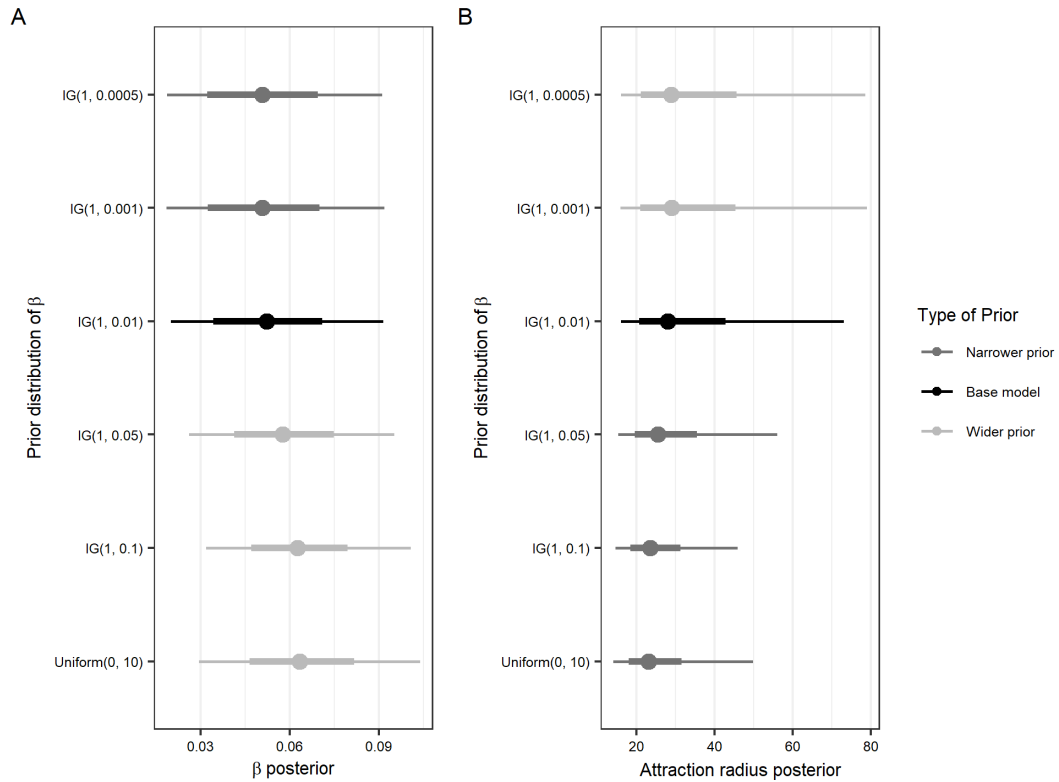 A
Prior distribution of β
IG(1, 0.0005)
IG(1, 0.001)
IG(1, 0.01)
IG(1, 0.05)
IG(1, 0.1)
Uniform(0, 10)
0.03 0.06 0.09
β posterior
B
Prior distribution of β
IG(1, 0.0005)
IG(1, 0.001)
IG(1, 0.01)
IG(1, 0.05)
IG(1, 0.1)
Uniform(0, 10)
20 40 60 80
Attraction radius posterior
Type of Prior
Narrower prior
Base model
Wider prior